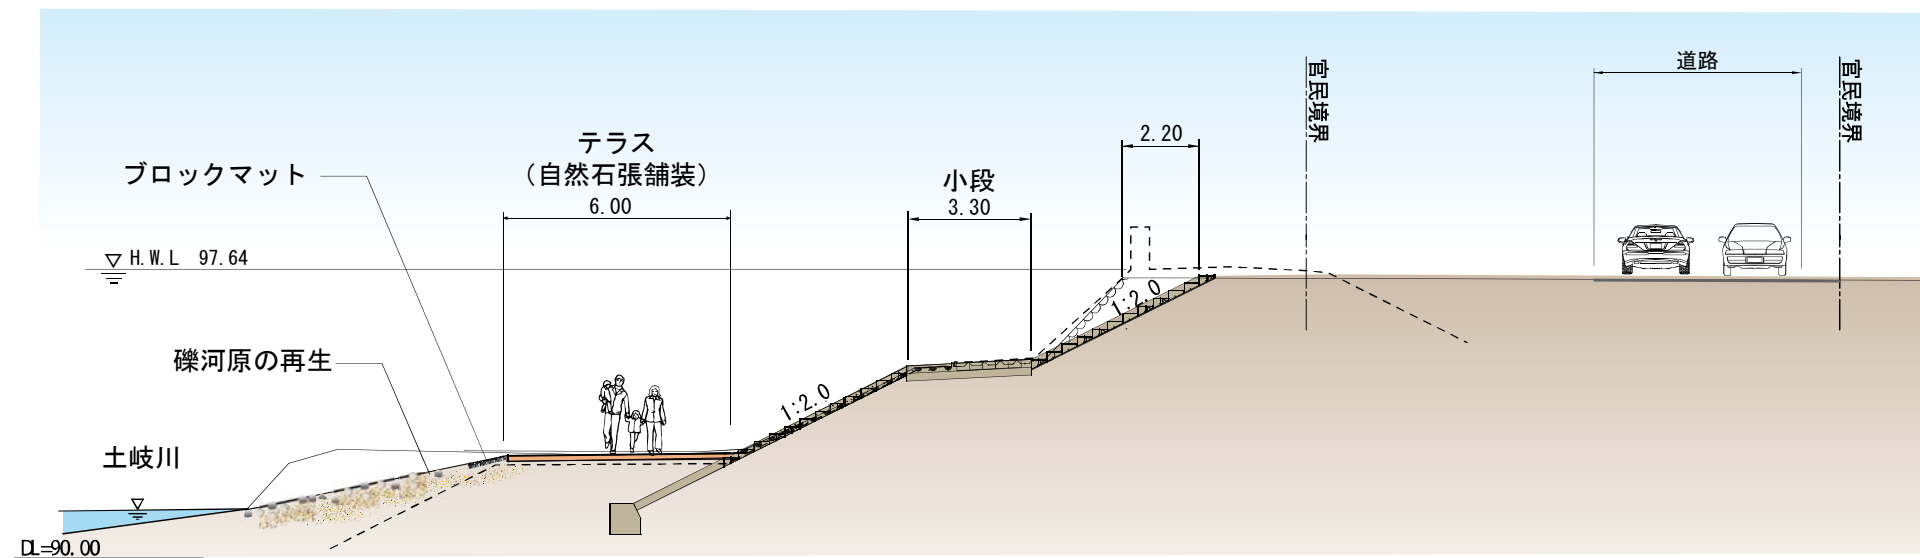 道路
官民境界
官民境界
2.20
テラス
(自然石張舗装)
6.00
ブロックマット
小段
3.30
H.W.L 97.64
1:2.0
礫河原の再生
1:2.0
土岐川
DL=90.00